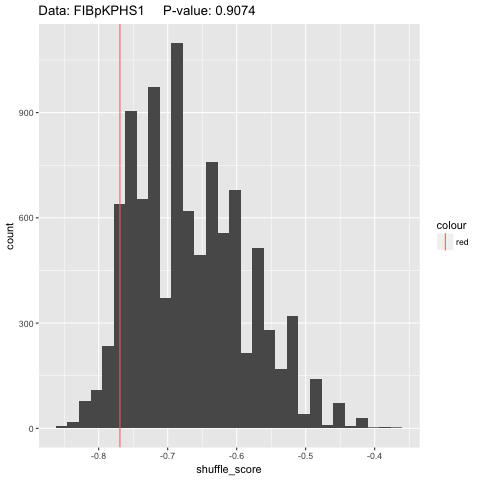 Data: FIBpKPHS1 P-value: 0.9074
900
600
300
0
count
-0.8 -0.7 -0.6 -0.5 -0.4
shuffle_score
colour
red